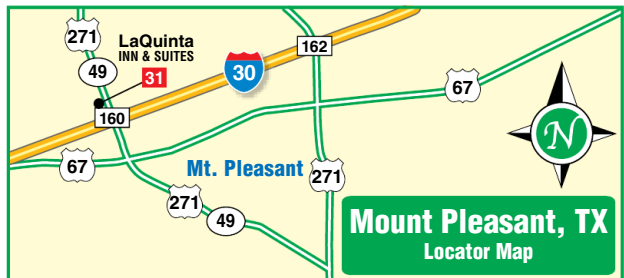 271
LaQuinta
INN & SUITES
31
49
160
30
162
67
67
Mt. Pleasant
271
271
49
N
Mount Pleasant, TX
Locator Map